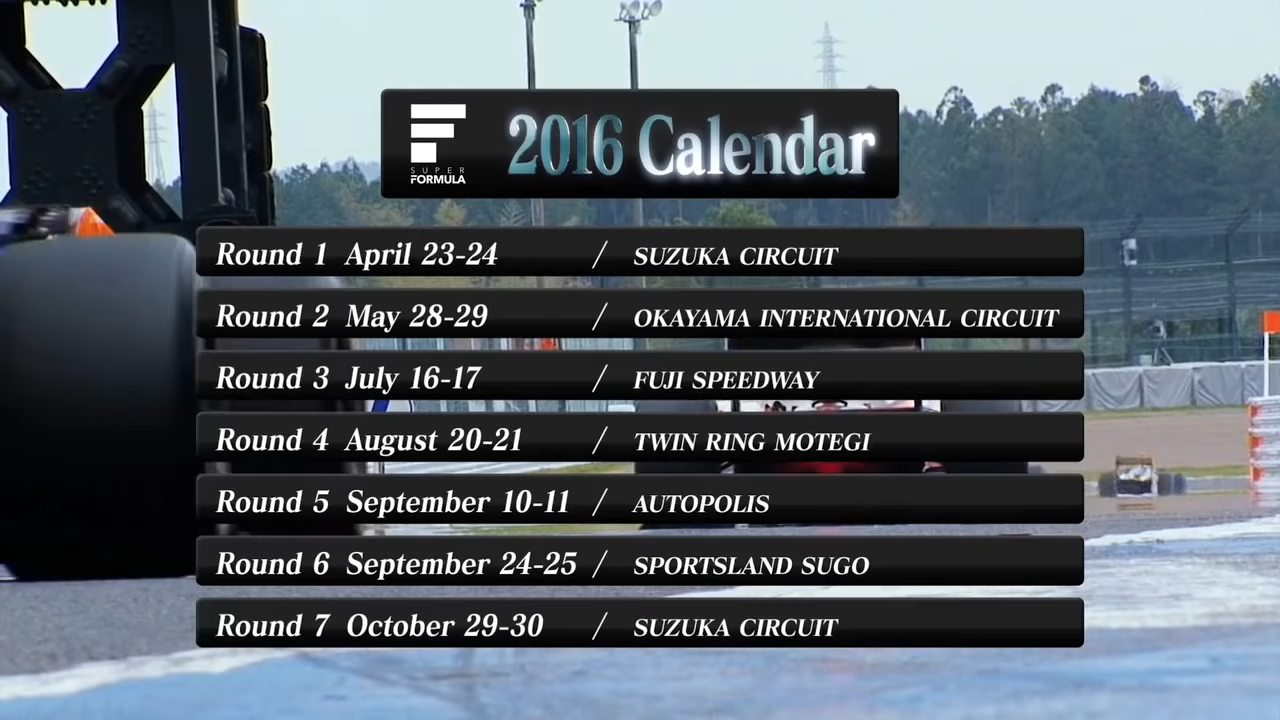 SUPER
FORMULA
2016 Calendar
Round 1 April 23-24 / SUZUKA CIRCUIT
Round 2 May 28-29 / OKAYAMA INTERNATIONAL CIRCUIT
Round 3 July 16-17 / FUJI SPEEDWAY
Round 4 August 20-21 / TWIN RING MOTEGI
Round 5 September 10-11 / AUTOPOLIS
Round 6 September 24-25 / SPORTSLAND SUGO
Round 7 October 29-30 / SUZUKA CIRCUIT